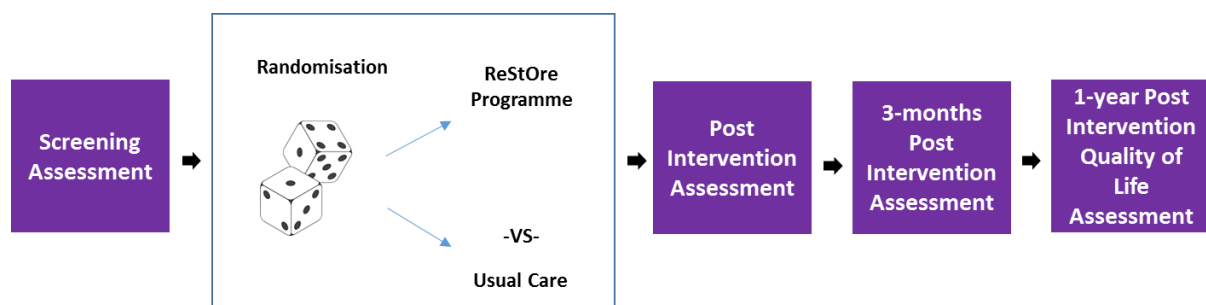 Screening
Assessment
Randomisation
ReStOre
Programme
-VS-
Usual Care
Post
Intervention
Assessment
3-months
Post
Intervention
Assessment
1-year Post
Intervention
Quality of
Life
Assessment